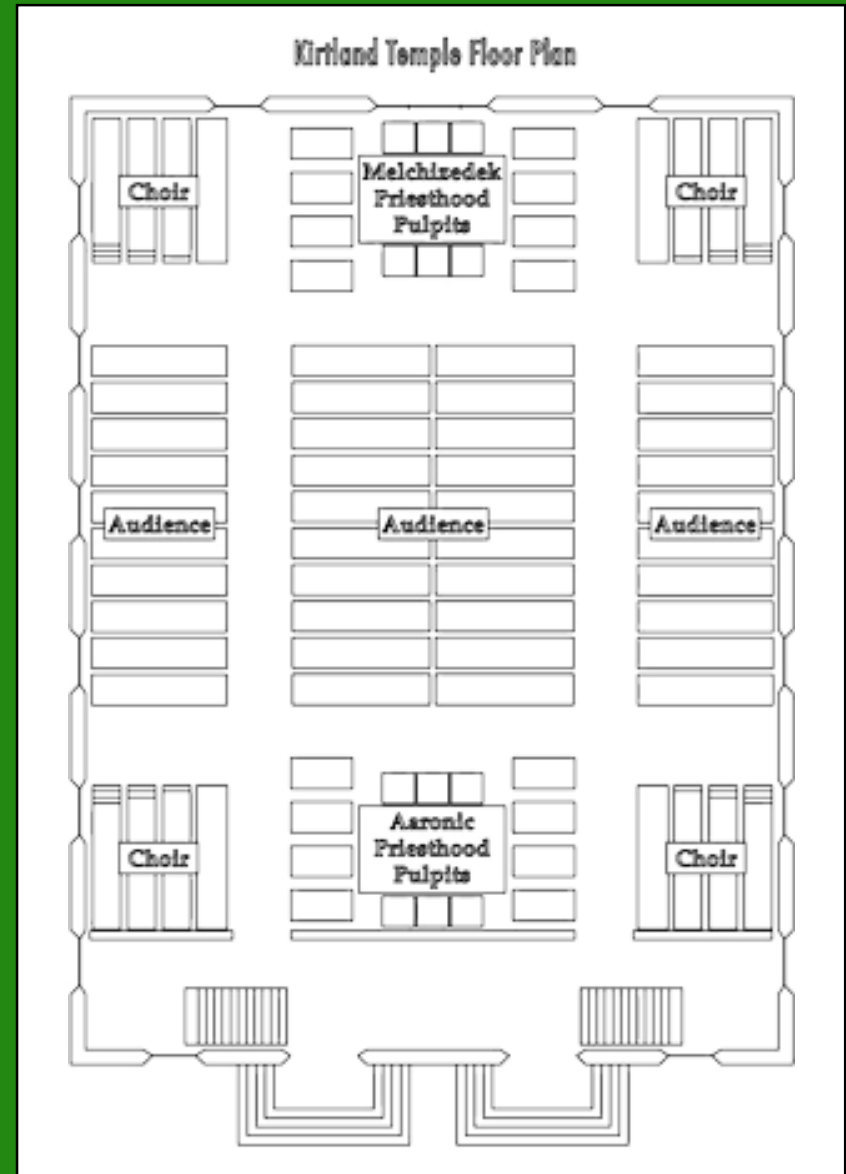 Kirtland Temple Floor Plan
Choir
Melchizedek
Priesthood
Pulpits
Choir
Audience
Audience
Audience
Choir
Aaronic
Priesthood
Pulpits
Choir